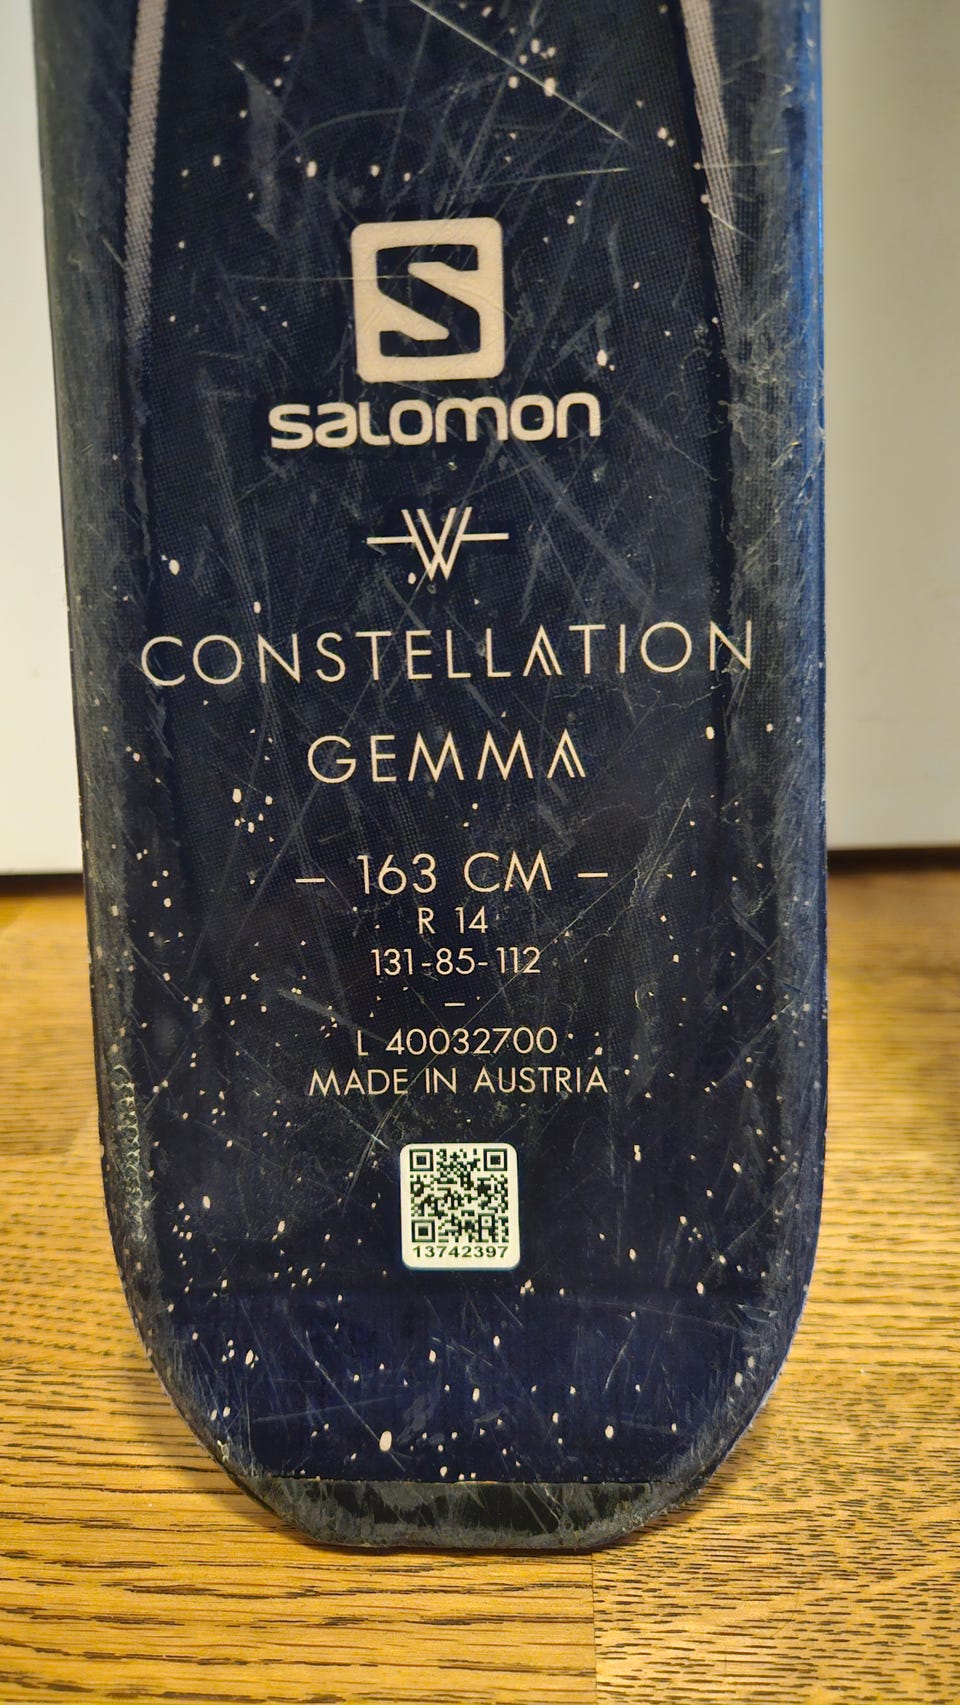 S
salomon
W
CONSTELLATION
GEMMA
– 163 CM –
R 14
131-85-112
–
L 40032700
MADE IN AUSTRIA
13742397